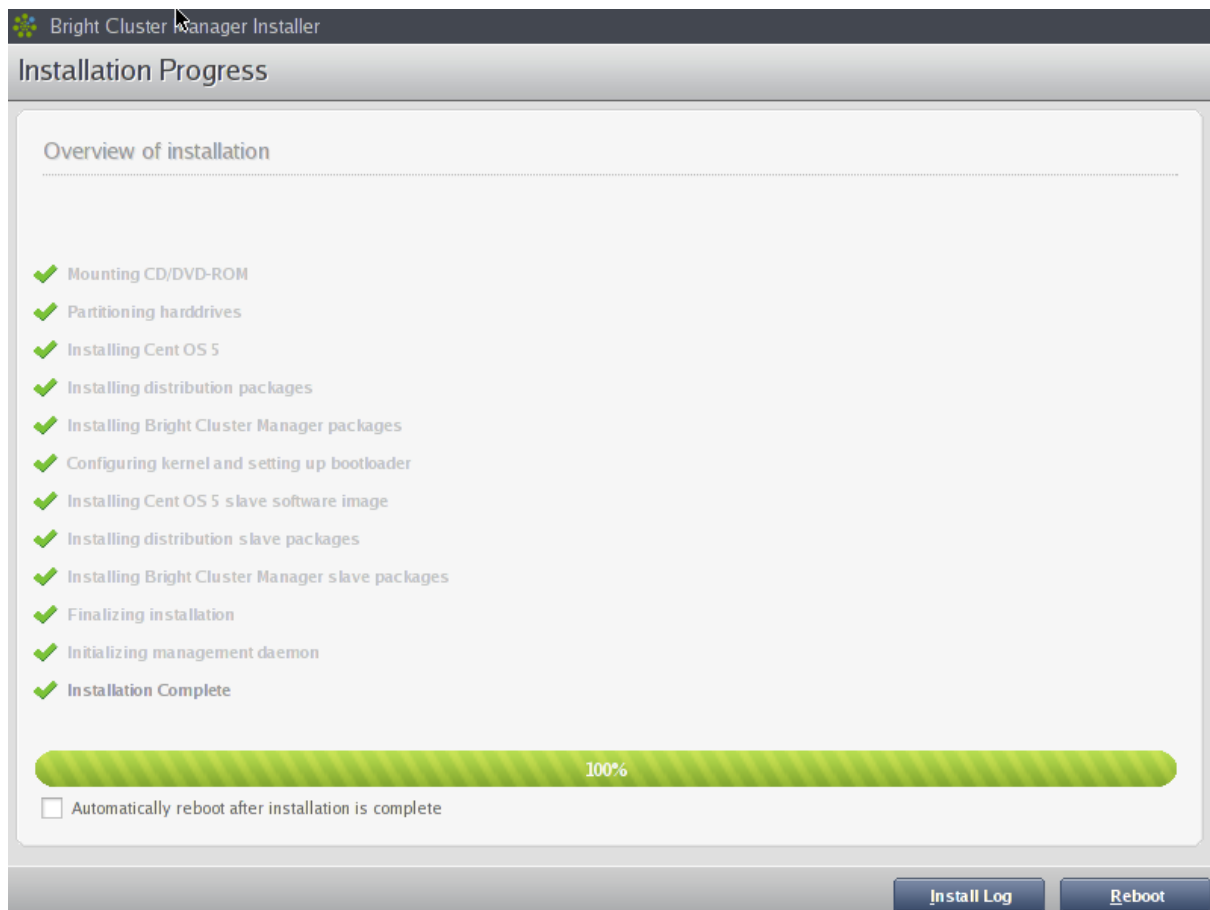 Bright Cluster Manager Installer
Installation Progress
Overview of installation
Mounting CD/DVD-ROM
Partitioning harddrives
Installing Cent OS 5
Installing distribution packages
Installing Bright Cluster Manager packages
Configuring kernel and setting up bootloader
Installing Cent OS 5 slave software image
Installing distribution slave packages
Installing Bright Cluster Manager slave packages
Finalizing installation
Initializing management daemon
Installation Complete
100%
Automatically reboot after installation is complete
Install Log
Reboot